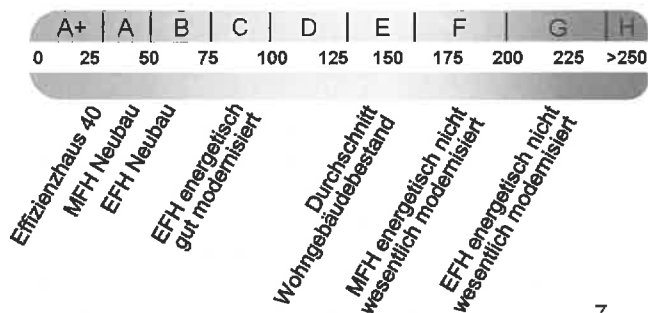 A+ A B C D E F G H
0 25 50 75 100 125 150 175 200 225 >250
Effizienzhaus 40
MFH Neubau
EFH Neubau
EFH energetisch
gut modernisiert
Durchschnitt
Wohngebäudebestand
MFH energetisch nicht
wesentlich modernisiert
EFH energetisch nicht
wesentlich modernisiert